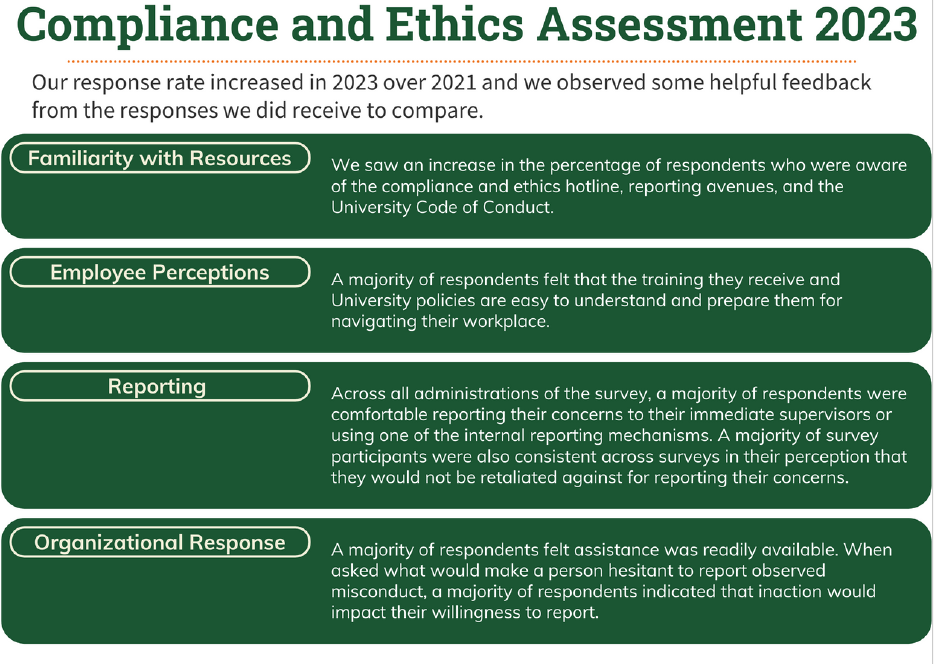 Compliance and Ethics Assessment 2023
Our response rate increased in 2023 over 2021 and we observed some helpful feedback
from the responses we did receive to compare.
Familiarity with Resources
We saw an increase in the percentage of respondents who were aware
of the compliance and ethics hotline, reporting avenues, and the
University Code of Conduct.
Employee Perceptions
A majority of respondents felt that the training they receive and
University policies are easy to understand and prepare them for
navigating their workplace.
Reporting
Across all administrations of the survey, a majority of respondents were
comfortable reporting their concerns to their immediate supervisors or
using one of the internal reporting mechanisms. A majority of survey
participants were also consistent across surveys in their perception that
they would not be retaliated against for reporting their concerns.
Organizational Response
A majority of respondents felt assistance was readily available. When
asked what would make a person hesitant to report observed
misconduct, a majority of respondents indicated that inaction would
impact their willingness to report.